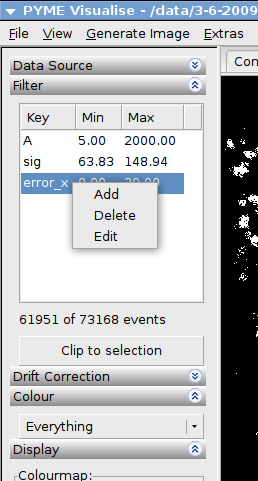 PYME Visualise - /data/3-6-2009
File View Generate Image Extras
Data Source
Con
Filter
Key Min Max
A 5.00 2000.00
sig 63.83 148.94
error_x
Add
Delete
Edit
61951 of 73168 events
Clip to selection
Drift Correction
Colour
Everything
Display
Colourmap: